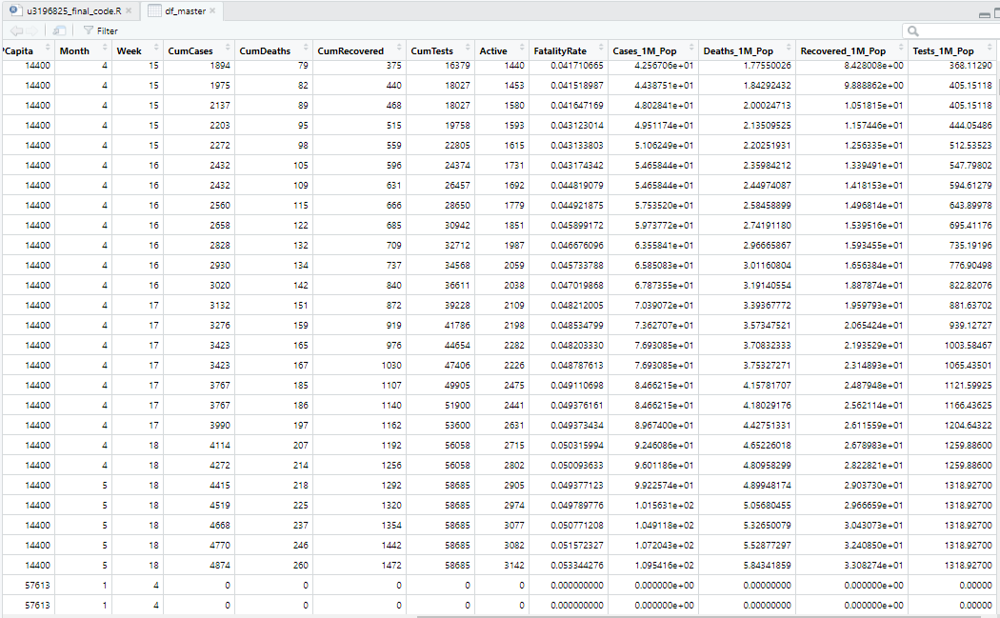 u3196825_final_code.R × df_master ×
Filter
PCapita Month Week CumCases CumDeaths CumRecovered CumTests Active FatalityRate Cases_1M_Pop Deaths_1M_Pop Recovered_1M_Pop Tests_1M_Pop
14400 4 15 1894 79 375 16379 1440 0.041710665 4.256706e+01 1.77550026 8.428008e+00 368.11290
14400 4 15 1975 82 440 18027 1453 0.041518987 4.438751e+01 1.84292432 9.888862e+00 405.15118
14400 4 15 2137 89 468 18027 1580 0.041647169 4.802841e+01 2.00024713 1.051815e+01 405.15118
14400 4 15 2203 95 515 19758 1593 0.043123014 4.951174e+01 2.13509525 1.157446e+01 444.05486
14400 4 15 2272 98 559 22805 1615 0.043133803 5.106249e+01 2.20251931 1.256335e+01 512.53523
14400 4 16 2432 105 596 24374 1731 0.043174342 5.465844e+01 2.35984212 1.339491e+01 547.79802
14400 4 16 2432 109 631 26457 1692 0.044819079 5.465844e+01 2.44974087 1.418153e+01 594.61279
14400 4 16 2560 115 666 28650 1779 0.044921875 5.753520e+01 2.58458899 1.496814e+01 643.89978
14400 4 16 2658 122 685 30942 1851 0.045899172 5.973772e+01 2.74191180 1.539516e+01 695.41176
14400 4 16 2828 132 709 32712 1987 0.046676096 6.355841e+01 2.96665867 1.593455e+01 735.19196
14400 4 16 2930 134 737 34568 2059 0.045733788 6.585083e+01 3.01160804 1.656384e+01 776.90498
14400 4 16 3020 142 840 36611 2038 0.047019868 6.787355e+01 3.19140554 1.887874e+01 822.82076
14400 4 17 3132 151 872 39228 2109 0.048212005 7.039072e+01 3.39367772 1.959793e+01 881.63702
14400 4 17 3276 159 919 41786 2198 0.048534799 7.362707e+01 3.57347521 2.065424e+01 939.12727
14400 4 17 3423 165 976 44654 2282 0.048203330 7.693085e+01 3.70832333 2.193529e+01 1003.58467
14400 4 17 3423 167 1030 47406 2226 0.048787613 7.693085e+01 3.75327271 2.314893e+01 1065.43501
14400 4 17 3767 185 1107 49905 2475 0.049110698 8.466215e+01 4.15781707 2.487948e+01 1121.59925
14400 4 17 3767 186 1140 51900 2441 0.049376161 8.466215e+01 4.18029176 2.562114e+01 1166.43625
14400 4 17 3990 197 1162 53600 2631 0.049373434 8.967400e+01 4.42751331 2.611559e+01 1204.64322
14400 4 18 4114 207 1192 56058 2715 0.050315994 9.246086e+01 4.65226018 2.678983e+01 1259.88600
14400 4 18 4272 214 1256 56058 2802 0.050093633 9.601186e+01 4.80958299 2.822821e+01 1259.88600
14400 5 18 4415 218 1292 58685 2905 0.049377123 9.922574e+01 4.89948174 2.903730e+01 1318.92700
14400 5 18 4519 225 1320 58685 2974 0.049789776 1.015631e+02 5.05680455 2.966659e+01 1318.92700
14400 5 18 4668 237 1354 58685 3077 0.050771208 1.049118e+02 5.32650079 3.043073e+01 1318.92700
14400 5 18 4770 246 1442 58685 3082 0.051572327 1.072043e+02 5.52877297 3.240850e+01 1318.92700
14400 5 18 4874 260 1472 58685 3142 0.053344276 1.095416e+02 5.84341859 3.308274e+01 1318.92700
57613 1 4 0 0 0 0 0 0.000000000 0.000000e+00 0.00000000 0.000000e+00 0.00000
57613 1 4 0 0 0 0 0 0.000000000 0.000000e+00 0.00000000 0.000000e+00 0.00000